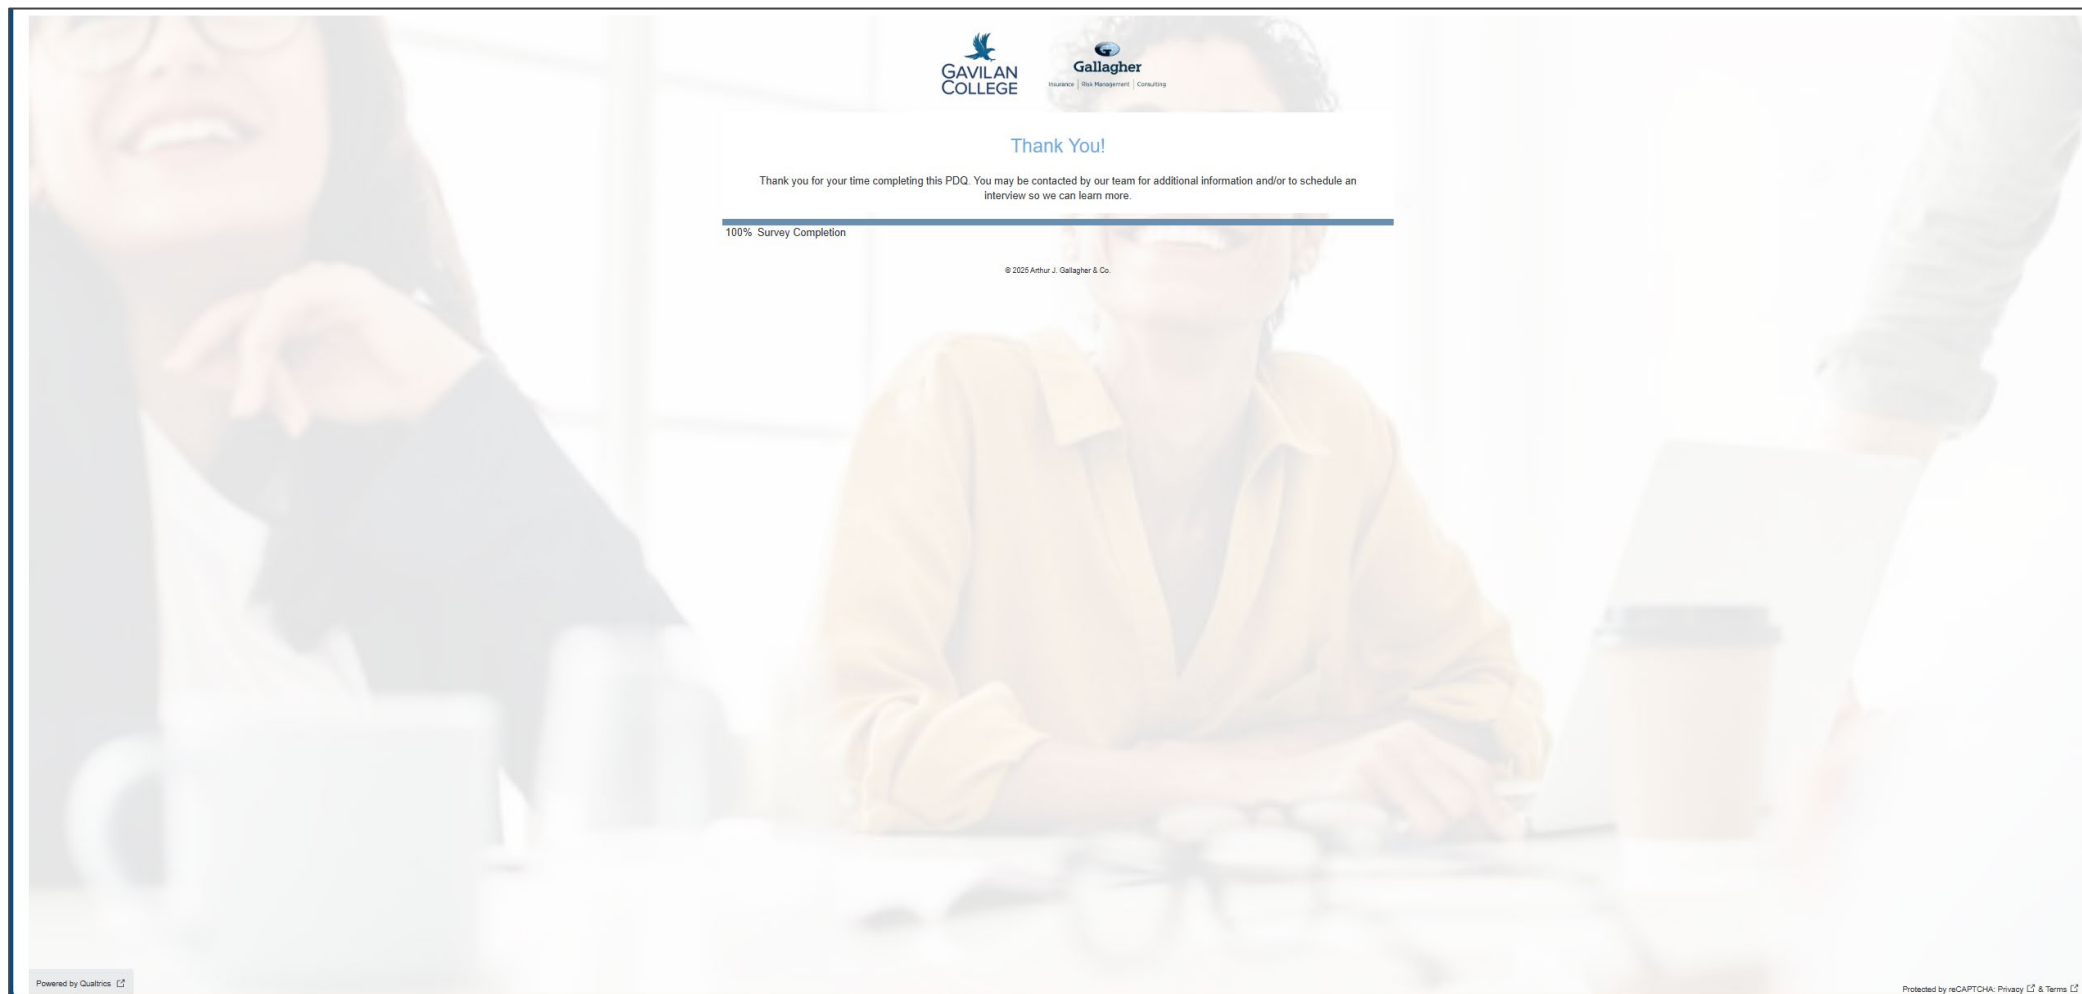 GAVILAN
COLLEGE
G
Gallagher
Insurance | Risk Management | Consulting
Thank You!
Thank you for your time completing this PDQ. You may be contacted by our team for additional information and/or to schedule an
interview so we can learn more.
100% Survey Completion
© 2025 Arthur J. Gallagher & Co.
Powered by Qualtrics
Protected by reCAPTCHA: Privacy & Terms